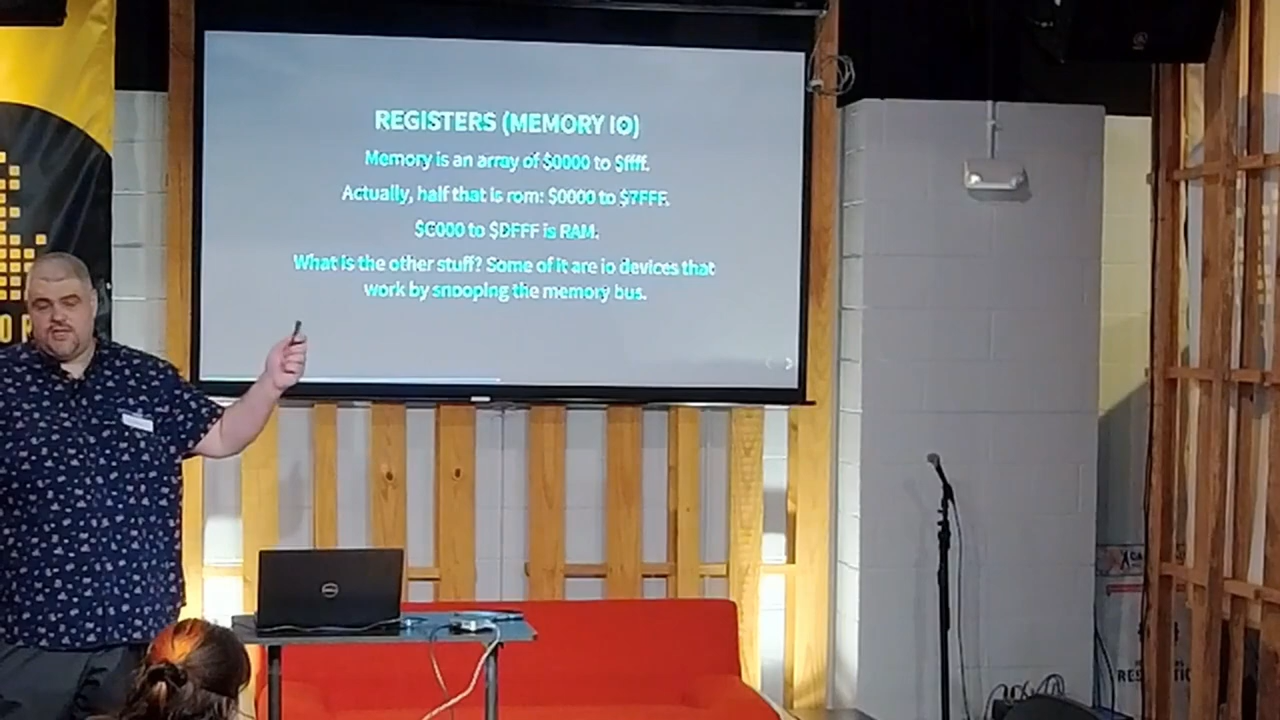 REGISTERS (MEMORY IO)
Memory is an array of $0000 to $ffff.
Actually, half that is rom: $0000 to $7FFF.
$C000 to $DFFF is RAM.
What is the other stuff? Some of it are io devices that
work by snooping the memory bus.
DELL